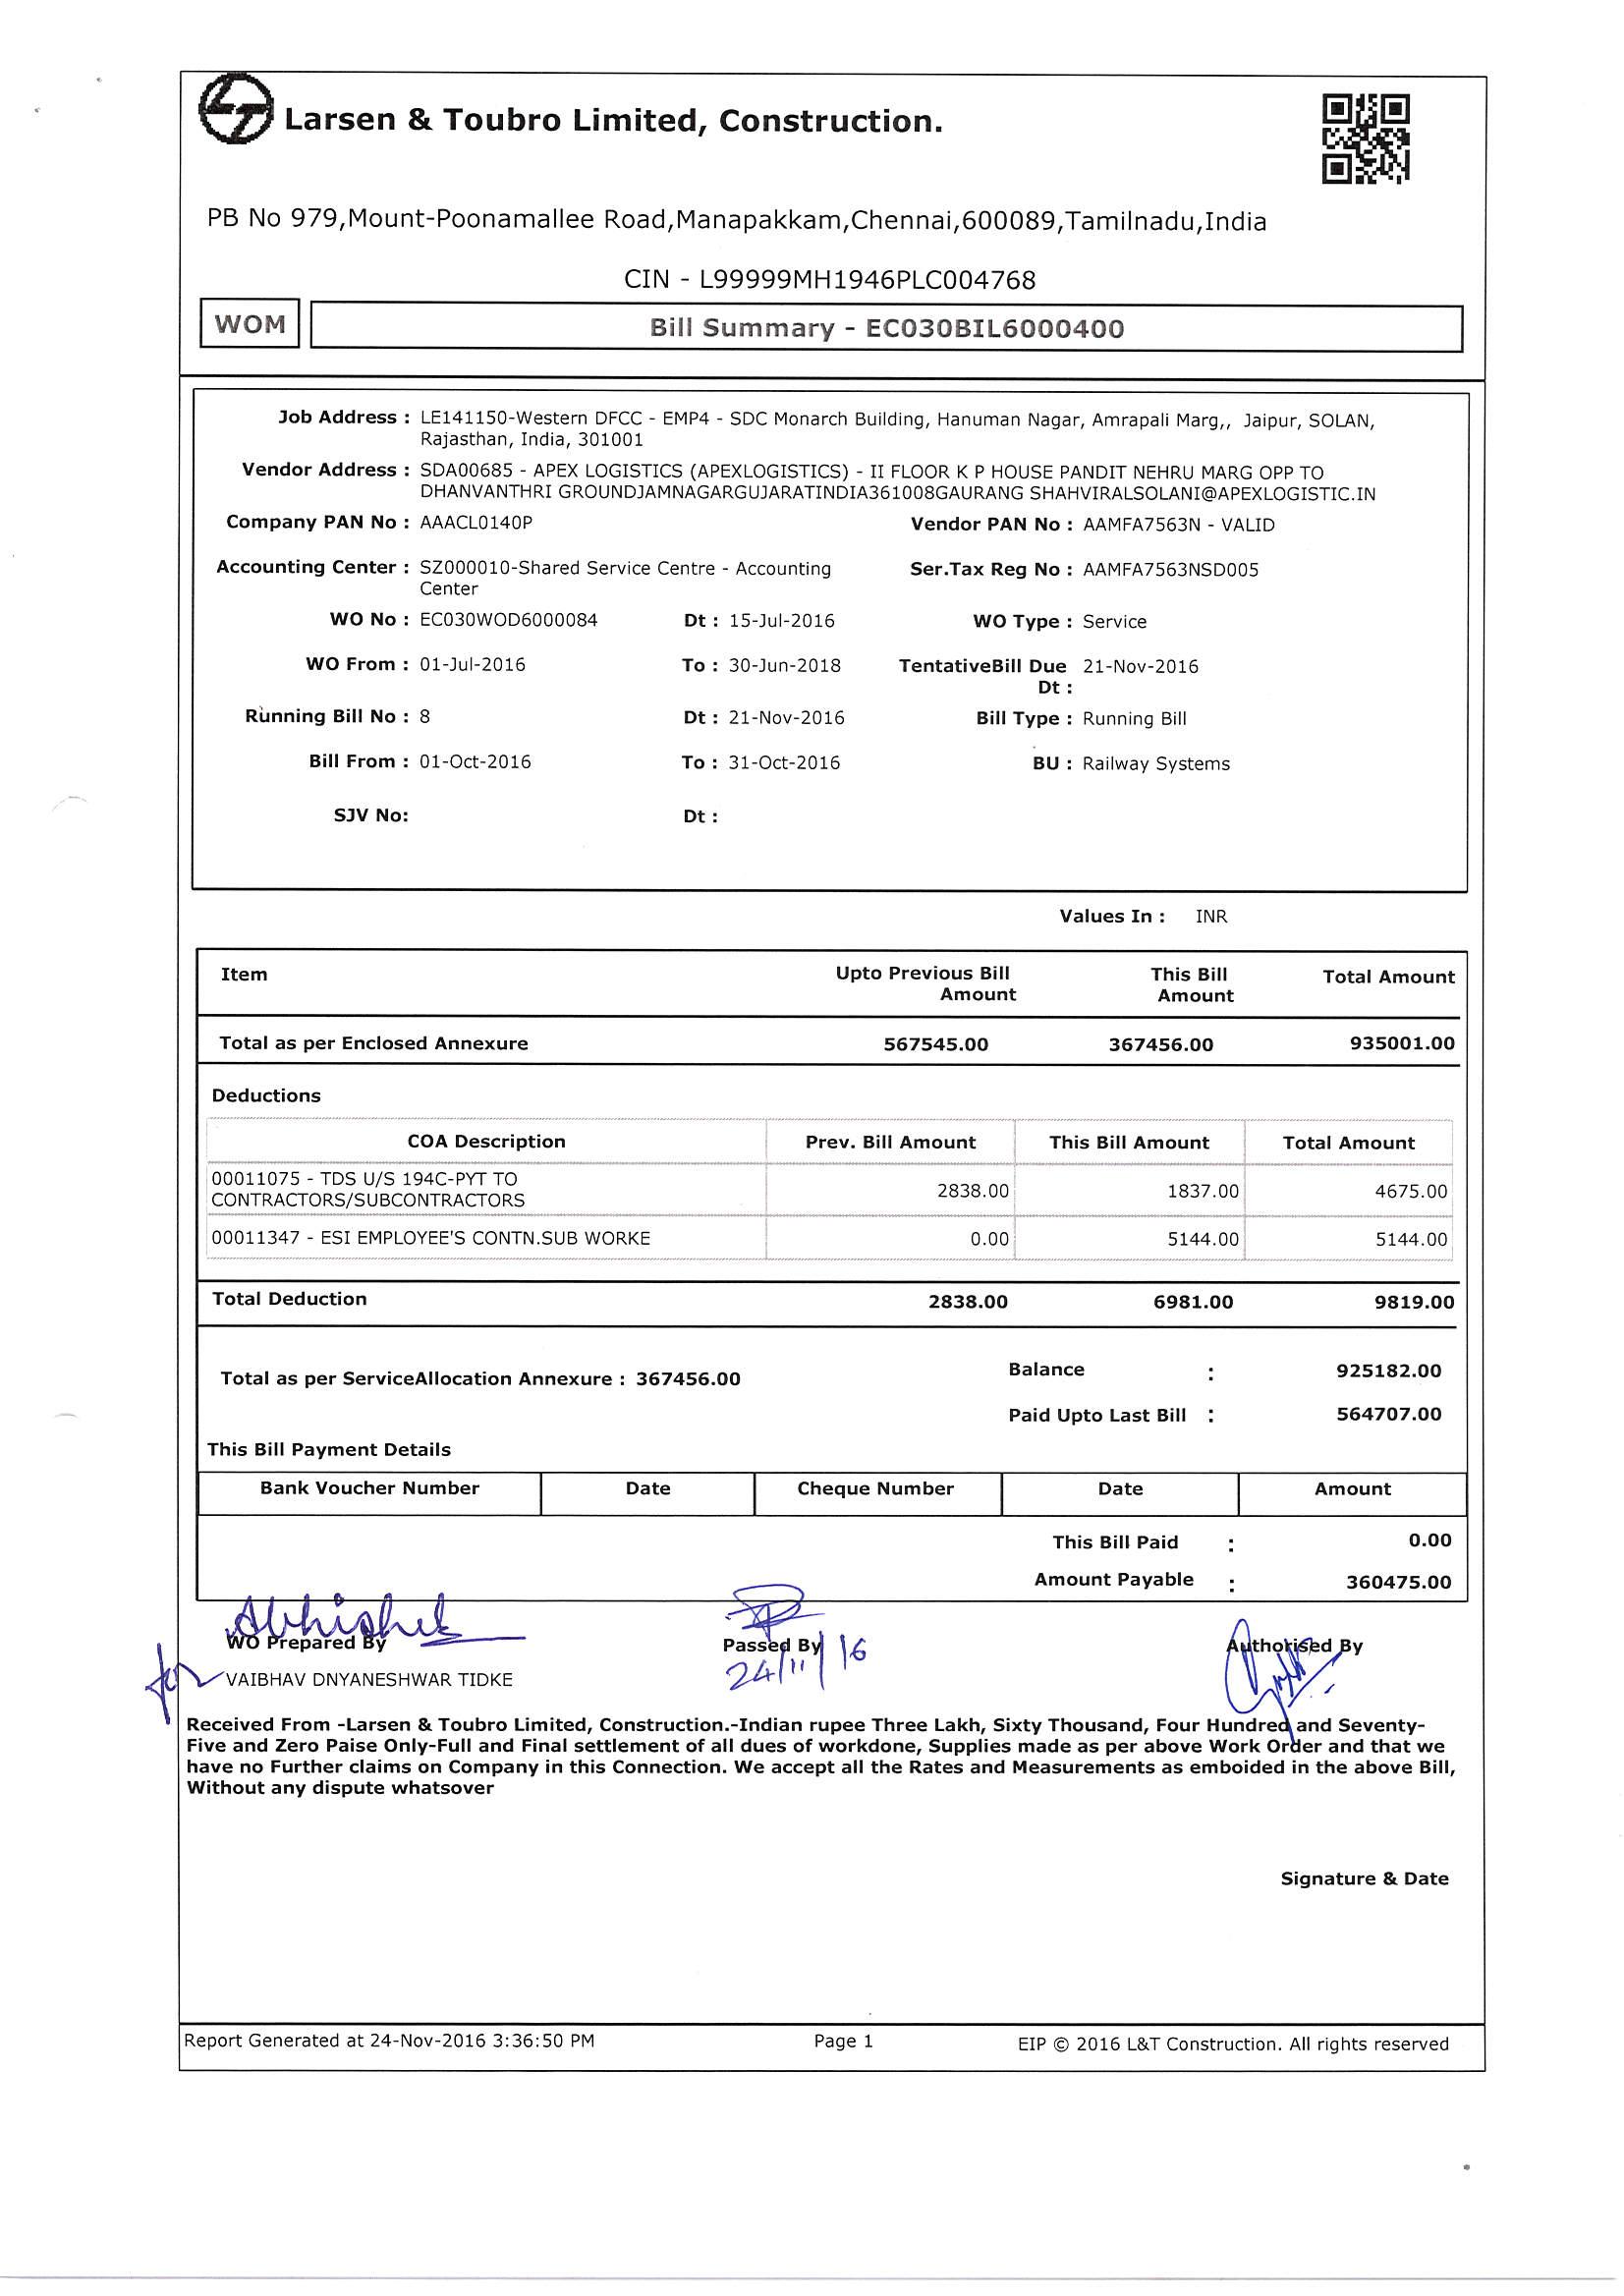 Larsen & Toubro Limited, Construction.
PB No 979,Mount-Poonamallee Road,Manapakkam,Chennai,600089,Tamilnadu,India
CIN - L99999MH1946PLC004768
WOM
Bill Summary - EC030BIL6000400
Job Address : LE141150-Western DFCC - EMP4 - SDC Monarch Building, Hanuman Nagar, Amrapali Marg,, Jaipur, SOLAN,
Rajasthan, India, 301001
Vendor Address : SDA00685 - APEX LOGISTICS (APEXLOGISTICS) - II FLOOR K P HOUSE PANDIT NEHRU MARG OPP TO
DHANVANTHRI GROUNDJAMNAGARGUJARATINDIA361008GAURANG SHAHVIRALSOLANI@APEXLOGISTIC.IN
Company PAN No : AAACL0140P Vendor PAN No : AAMFA7563N - VALID
Accounting Center : SZ000010-Shared Service Centre - Accounting Ser.Tax Reg No : AAMFA7563NSD005
Center
WO No : EC030WOD6000084 Dt : 15-Jul-2016 WO Type : Service
WO From : 01-Jul-2016 To : 30-Jun-2018 TentativeBill Due 21-Nov-2016
Dt :
Running Bill No : 8 Dt : 21-Nov-2016 Bill Type : Running Bill
Bill From : 01-Oct-2016 To : 31-Oct-2016 BU : Railway Systems
SJV No: Dt :
Values In : INR
Item Upto Previous Bill This Bill Total Amount
Amount Amount
Total as per Enclosed Annexure 567545.00 367456.00 935001.00
Deductions
COA Description Prev. Bill Amount This Bill Amount Total Amount
00011075 - TDS U/S 194C-PYT TO
CONTRACTORS/SUBCONTRACTORS 2838.00 1837.00 4675.00
00011347 - ESI EMPLOYEE'S CONTN.SUB WORKE 0.00 5144.00 5144.00
Total Deduction 2838.00 6981.00 9819.00
Balance : 925182.00
Total as per ServiceAllocation Annexure : 367456.00
Paid Upto Last Bill : 564707.00
This Bill Payment Details
Bank Voucher Number Date Cheque Number Date Amount
This Bill Paid : 0.00
Amount Payable : 360475.00
Abhishek
WO Prepared By Passed By Authorised By
24/11/16
for VAIBHAV DNYANESHWAR TIDKE
Received From -Larsen & Toubro Limited, Construction.-Indian rupee Three Lakh, Sixty Thousand, Four Hundred and Seventy-
Five and Zero Paise Only-Full and Final settlement of all dues of workdone, Supplies made as per above Work Order and that we
have no Further claims on Company in this Connection. We accept all the Rates and Measurements as emboided in the above Bill,
Without any dispute whatsover
Signature & Date
Report Generated at 24-Nov-2016 3:36:50 PM Page 1 EIP © 2016 L&T Construction. All rights reserved